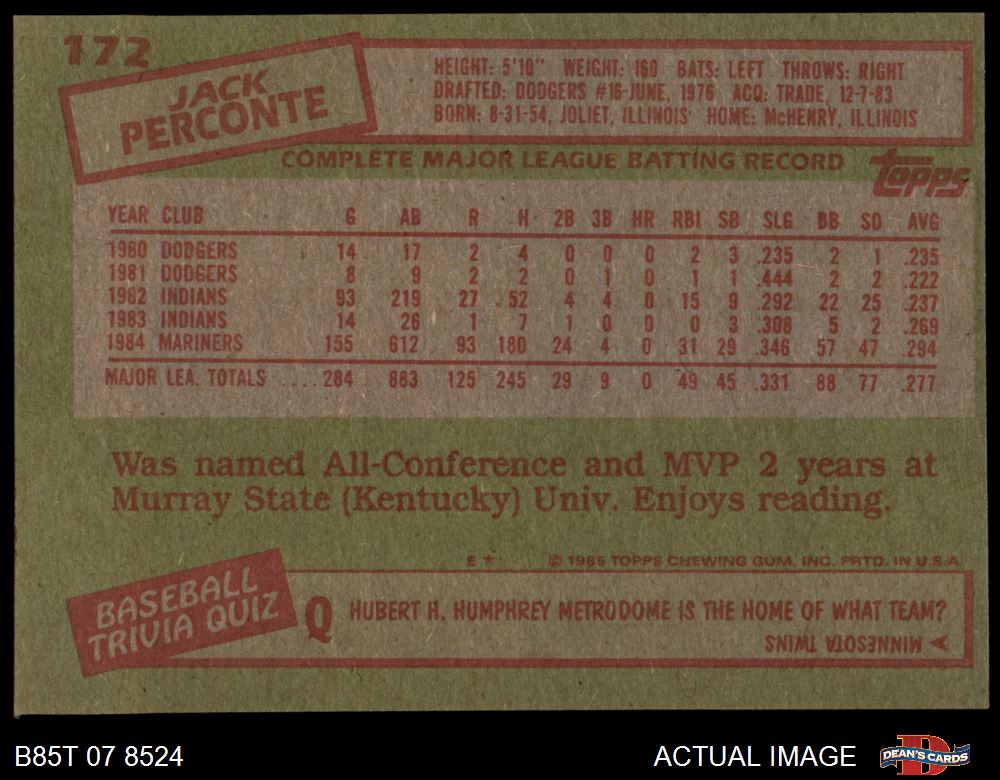 172
JACK
PERCONTE
HEIGHT: 5'10" WEIGHT: 160 BATS: LEFT THROWS: RIGHT
DRAFTED: DODGERS #16-JUNE, 1976 ACQ: TRADE, 12-7-83
BORN: 8-31-54, JOLIET, ILLINOIS HOME: McHENRY, ILLINOIS
COMPLETE MAJOR LEAGUE BATTING RECORD
TOPPS
YEAR CLUB G AB R H 2B 3B HR RBI SB SLG BB SO AVG
1980 DODGERS 14 17 2 4 0 0 0 2 3 .235 2 1 .235
1981 DODGERS 8 9 2 2 0 1 0 1 1 .444 2 2 .222
1982 INDIANS 93 219 27 52 4 4 0 15 9 .292 22 25 .237
1983 INDIANS 14 26 1 7 1 0 0 0 3 .308 5 2 .269
1984 MARINERS 155 612 93 180 24 4 0 31 29 .346 57 47 .294
MAJOR LEA. TOTALS ....284 883 125 245 29 9 0 49 45 .331 88 77 .277
Was named All-Conference and MVP 2 years at
Murray State (Kentucky) Univ. Enjoys reading.
E * © 1985 TOPPS CHEWING GUM, INC. PRTD. IN U.S.A.
BASEBALL
TRIVIA QUIZ
Q HUBERT H. HUMPHREY METRODOME IS THE HOME OF WHAT TEAM?
MINNESOTA TWINS
B85T 07 8524
ACTUAL IMAGE
DEAN'S CARDS